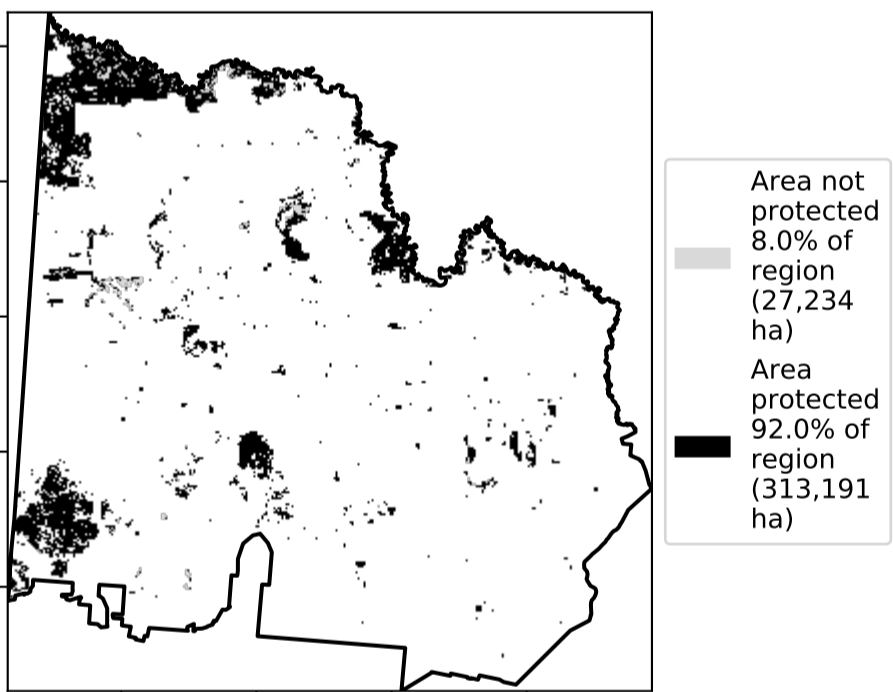 Area not
protected
8.0% of
region
(27,234
ha)
Area
protected
92.0% of
region
(313,191
ha)